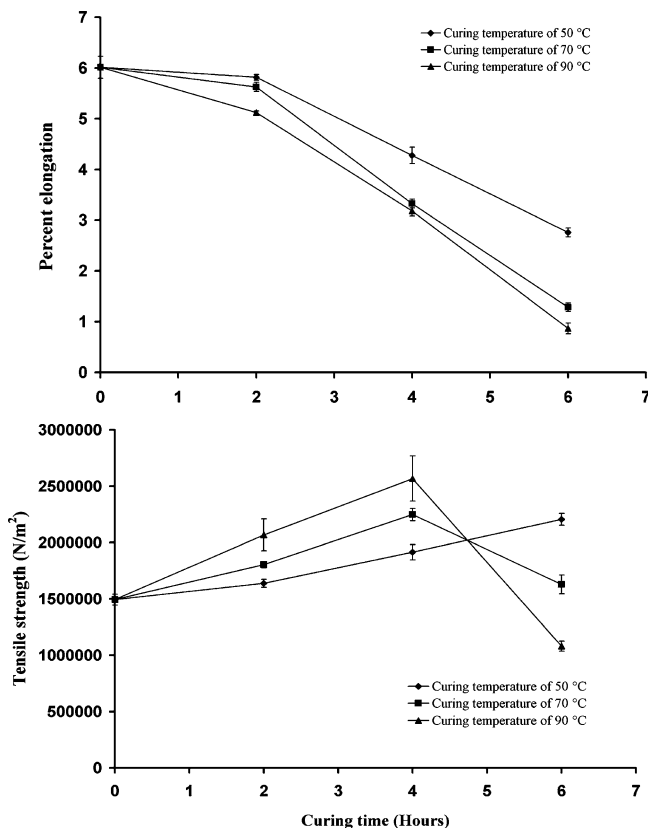 7
6
5
4
3
2
1
0
Percent elongation
Curing temperature of 50 °C
Curing temperature of 70 °C
Curing temperature of 90 °C
0 1 2 3 4 5 6 7
3000000
2500000
2000000
1500000
1000000
500000
0
Tensile strength (N/m²)
Curing temperature of 50 °C
Curing temperature of 70 °C
Curing temperature of 90 °C
0 1 2 3 4 5 6 7
Curing time (Hours)